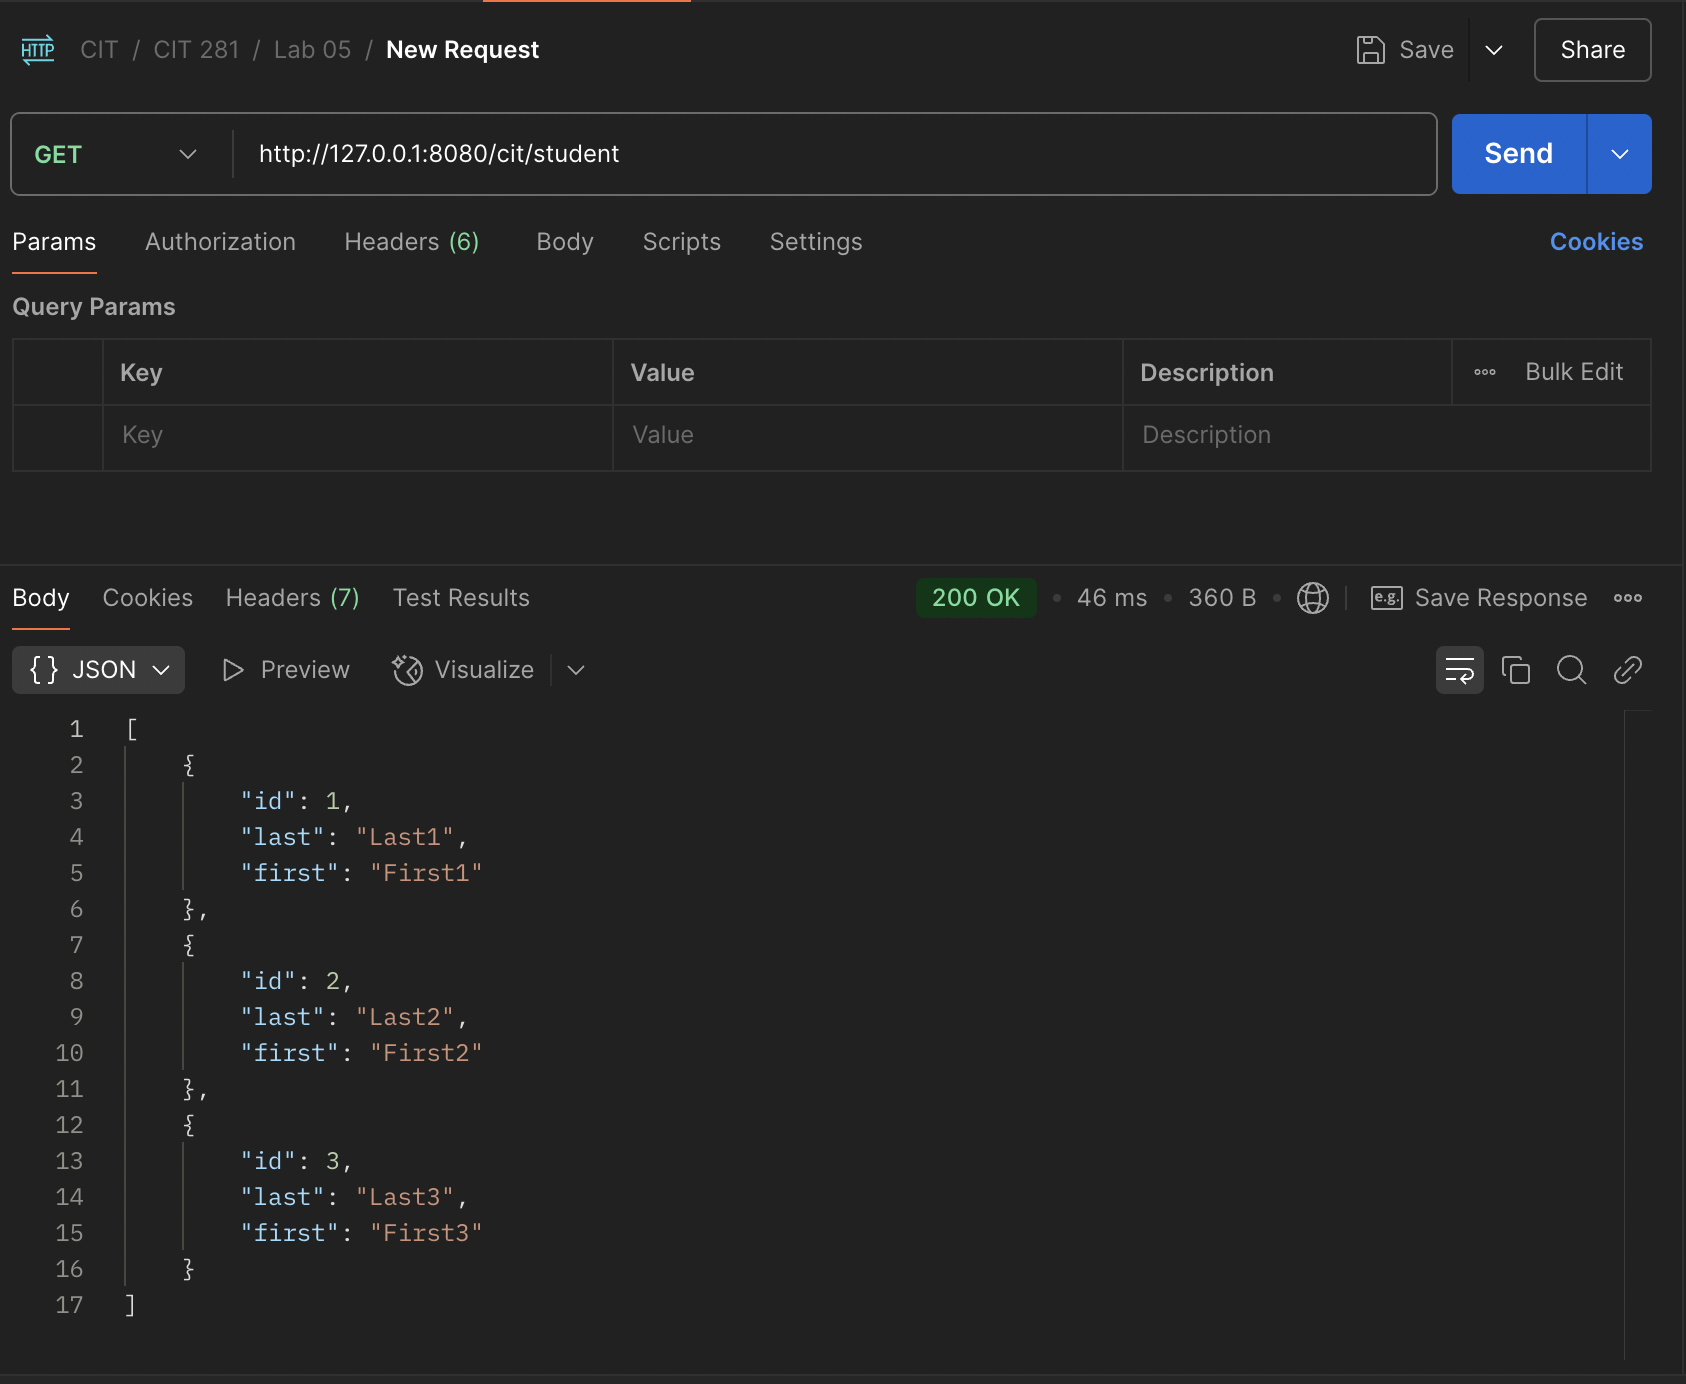 HTTP CIT / CIT 281 / Lab 05 / New Request Save Share
GET http://127.0.0.1:8080/cit/student Send
Params Authorization Headers (6) Body Scripts Settings Cookies
Query Params
Key Value Description Bulk Edit
Key Value Description
Body Cookies Headers (7) Test Results 200 OK • 46 ms • 360 B • e.g. Save Response
{} JSON Preview Visualize
1 [
2 {
3 "id": 1,
4 "last": "Last1",
5 "first": "First1"
6 },
7 {
8 "id": 2,
9 "last": "Last2",
10 "first": "First2"
11 },
12 {
13 "id": 3,
14 "last": "Last3",
15 "first": "First3"
16 }
17 ]